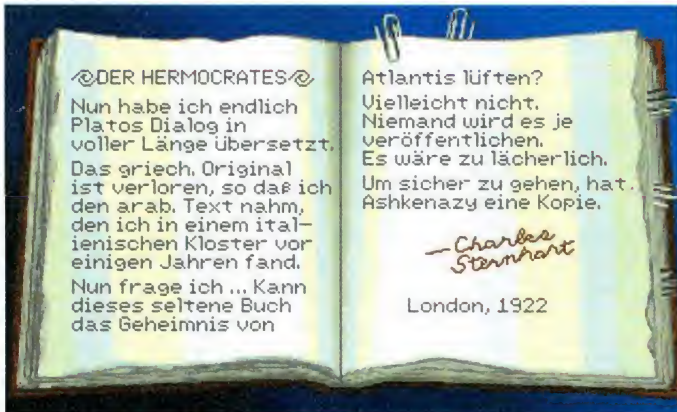 DER HERMOCRATES
Nun habe ich endlich
Platos Dialog in
voller Länge übersetzt.
Das griech. Original
ist verloren, so daß ich
den arab. Text nahm,
den ich in einem ital-
ienischen Kloster vor
einigen Jahren fand.
Nun frage ich ... Kann
dieses seltene Buch
das Geheimnis von
Atlantis lüften?
Vielleicht nicht.
Niemand wird es je
veröffentlichen.
Es wäre zu lächerlich.
Um sicher zu gehen, hat
Ashkenazy eine Kopie.
—Charles
Sternhart
London, 1922